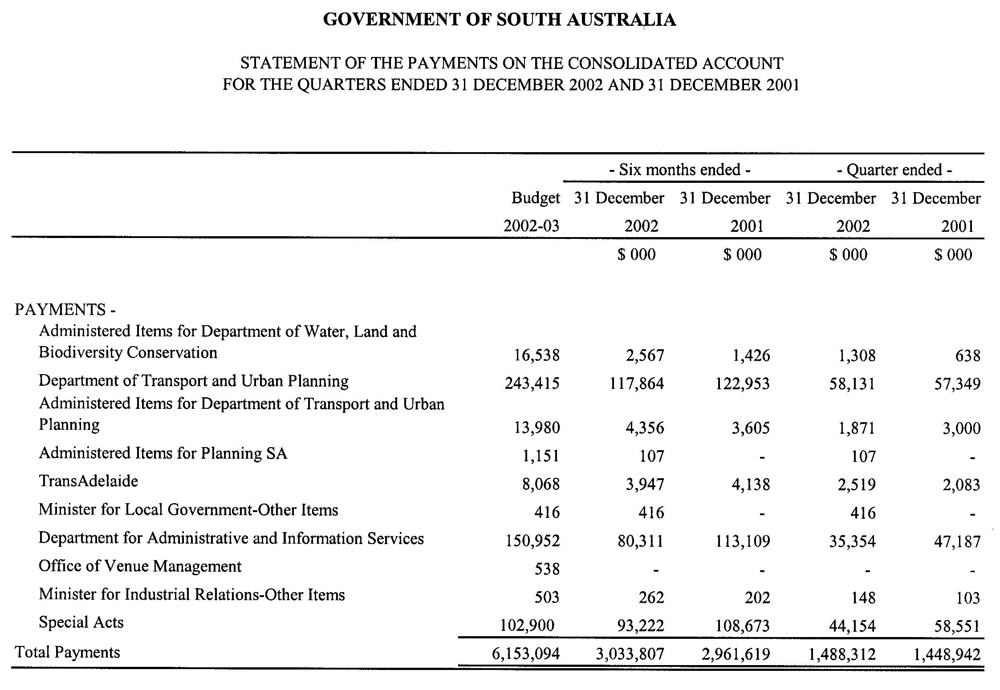 GOVERNMENT OF SOUTH AUSTRALIA
STATEMENT OF THE PAYMENTS ON THE CONSOLIDATED ACCOUNT
FOR THE QUARTERS ENDED 31 DECEMBER 2002 AND 31 DECEMBER 2001
- Six months ended - - Quarter ended -
Budget 31 December 31 December 31 December 31 December
2002-03 2002 2001 2002 2001
$ 000 $ 000 $ 000 $ 000
PAYMENTS -
Administered Items for Department of Water, Land and
Biodiversity Conservation 16,538 2,567 1,426 1,308 638
Department of Transport and Urban Planning 243,415 117,864 122,953 58,131 57,349
Administered Items for Department of Transport and Urban
Planning 13,980 4,356 3,605 1,871 3,000
Administered Items for Planning SA 1,151 107 - 107 -
TransAdelaide 8,068 3,947 4,138 2,519 2,083
Minister for Local Government-Other Items 416 416 - 416 -
Department for Administrative and Information Services 150,952 80,311 113,109 35,354 47,187
Office of Venue Management 538 - - - -
Minister for Industrial Relations-Other Items 503 262 202 148 103
Special Acts 102,900 93,222 108,673 44,154 58,551
Total Payments 6,153,094 3,033,807 2,961,619 1,488,312 1,448,942